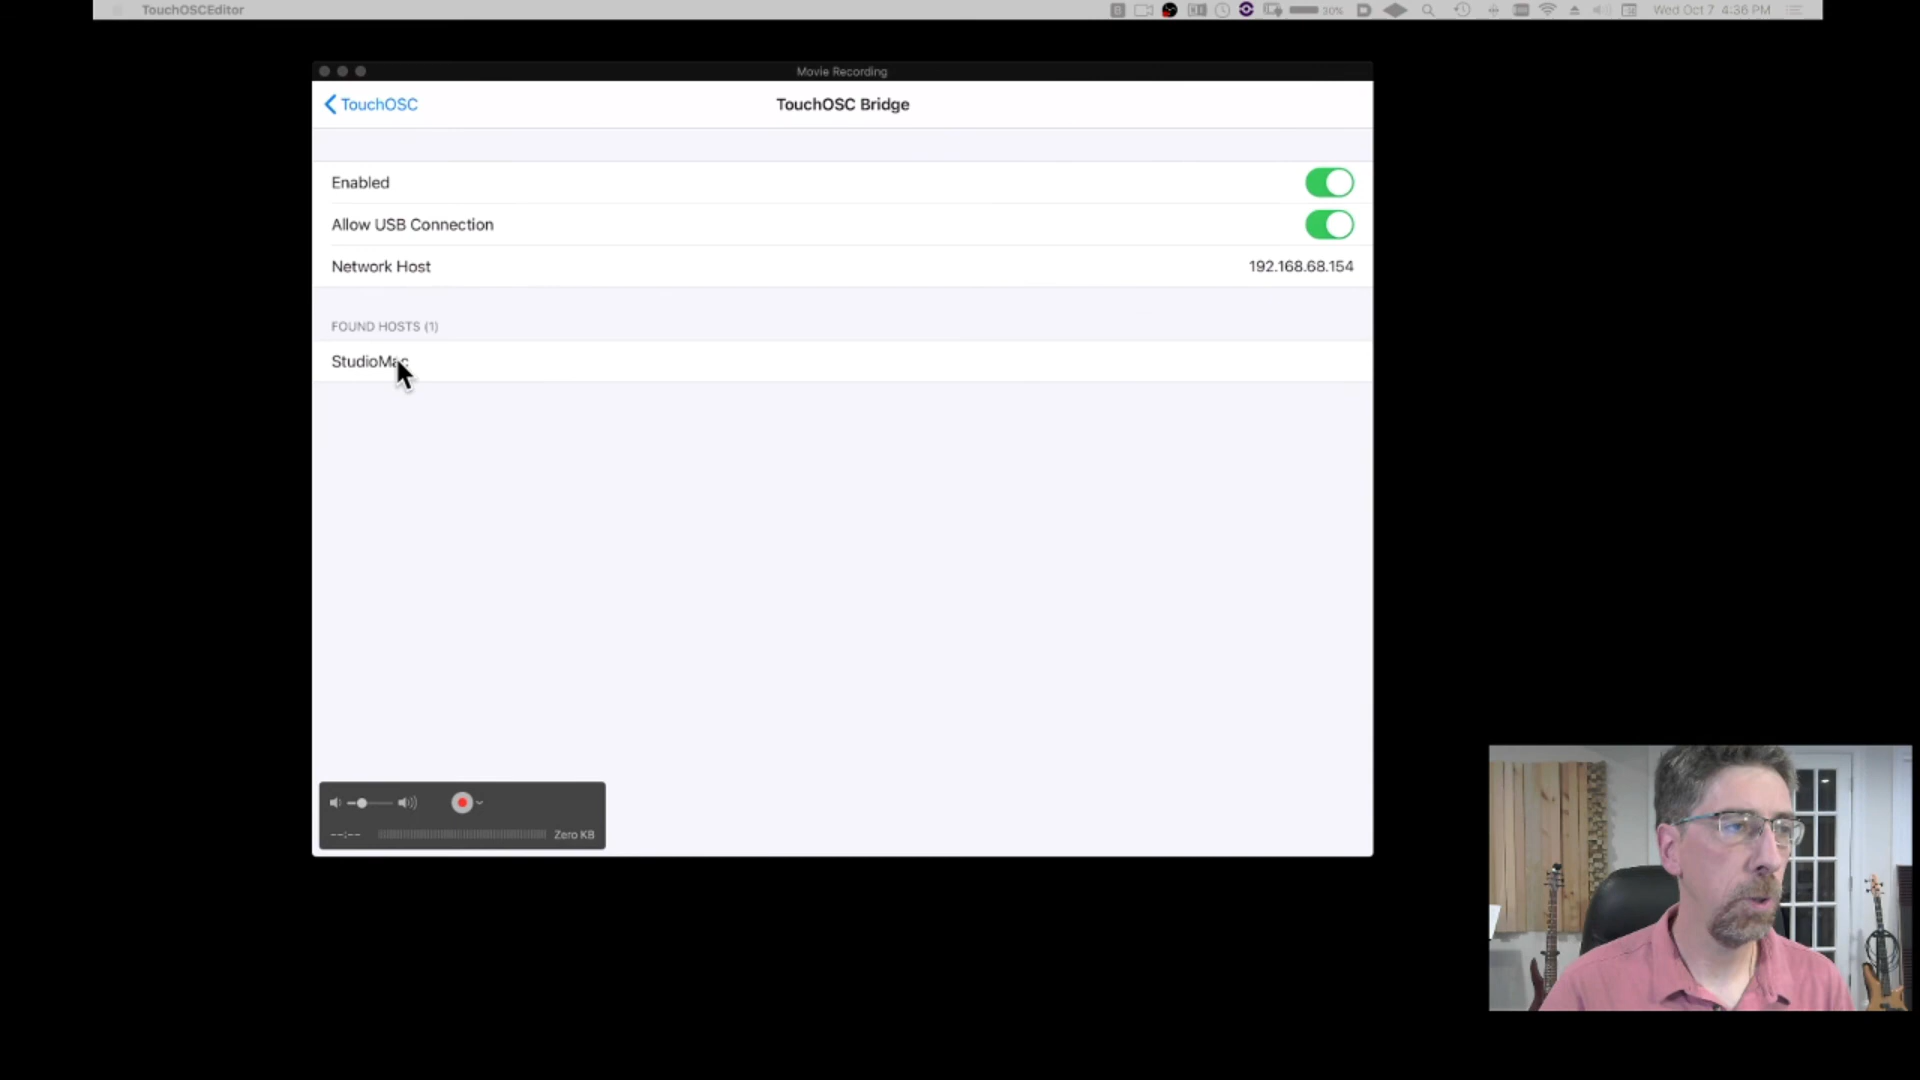 TouchOSCEditor
30%
Wed Oct 7 4:36 PM
Movie Recording
TouchOSC
TouchOSC Bridge
Enabled
Allow USB Connection
Network Host
192.168.68.154
FOUND HOSTS (1)
StudioMac
--:--
Zero KB